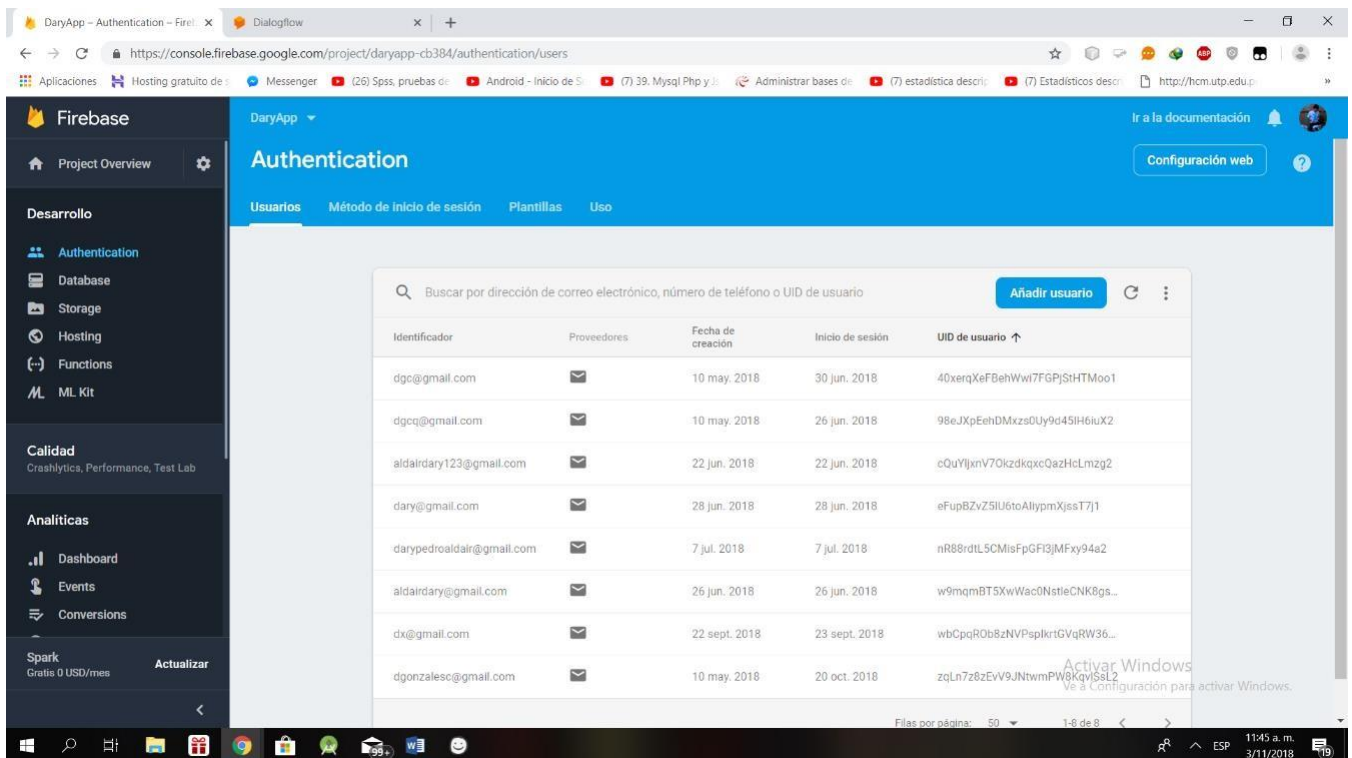 DaryApp – Authentication – Fire
Dialogflow
https://console.firebase.google.com/project/daryapp-cb384/authentication/users
ABP
Aplicaciones
Hosting gratuito de s
Messenger
(26) Spss, pruebas de
Android - Inicio de S
(7) 39. Mysql Php y J
Administrar bases de
(7) estadística descrip
(7) Estadísticos descri
http://hcm.utp.edu.p
»
Firebase
DaryApp
Ir a la documentación
Project Overview
Authentication
Configuración web
Usuarios
Método de inicio de sesión
Plantillas
Uso
Desarrollo
Authentication
Database
Storage
Hosting
Functions
ML Kit
Calidad
Crashlytics, Performance, Test Lab
Analíticas
Dashboard
Events
Conversions
Spark
Gratis 0 USD/mes
Actualizar
Buscar por dirección de correo electrónico, número de teléfono o UID de usuario
Añadir usuario
Identificador Proveedores Fecha de creación Inicio de sesión UID de usuario
dgc@gmail.com 10 may. 2018 30 jun. 2018 40xerqXeFBehWwi7FGPjStHTMoo1
dgcq@gmail.com 10 may. 2018 26 jun. 2018 98eJXpEehDMxzs0Uy9d45IH6iuX2
aldairdary123@gmail.com 22 jun. 2018 22 jun. 2018 cQuYljxnV7OkzdkqxcQazHcLmzg2
dary@gmail.com 28 jun. 2018 28 jun. 2018 eFupBZvZ5IU6toAIiypmXjssT7j1
darypedroaldair@gmail.com 7 jul. 2018 7 jul. 2018 nR88rdtL5CMisFpGFl3jMFxy94a2
aldairdary@gmail.com 26 jun. 2018 26 jun. 2018 w9mqmBT5XwWac0NstleCNK8gs...
dx@gmail.com 22 sept. 2018 23 sept. 2018 wbCpqROb8zNVPspIkrtGVqRW36...
dgonzalesc@gmail.com 10 may. 2018 20 oct. 2018 zqLn7z8zEvV9JNtwmPW8KqvlSsL2
Filas por página: 50 1-8 de 8
Activar Windows
Ve a Configuración para activar Windows.
99+
ESP
11:45 a. m.
3/11/2018
19